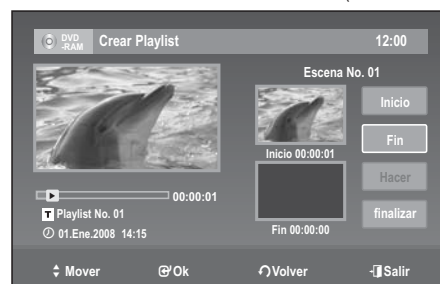 DVD
-RAM
Crear Playlist
12:00
Escena No. 01
Inicio
Fin
Inicio 00:00:01
Hacer
00:00:01
T Playlist No. 01
finalizar
01.Ene.2008 14:15
Fin 00:00:00
Mover
Ok
Volver
Salir